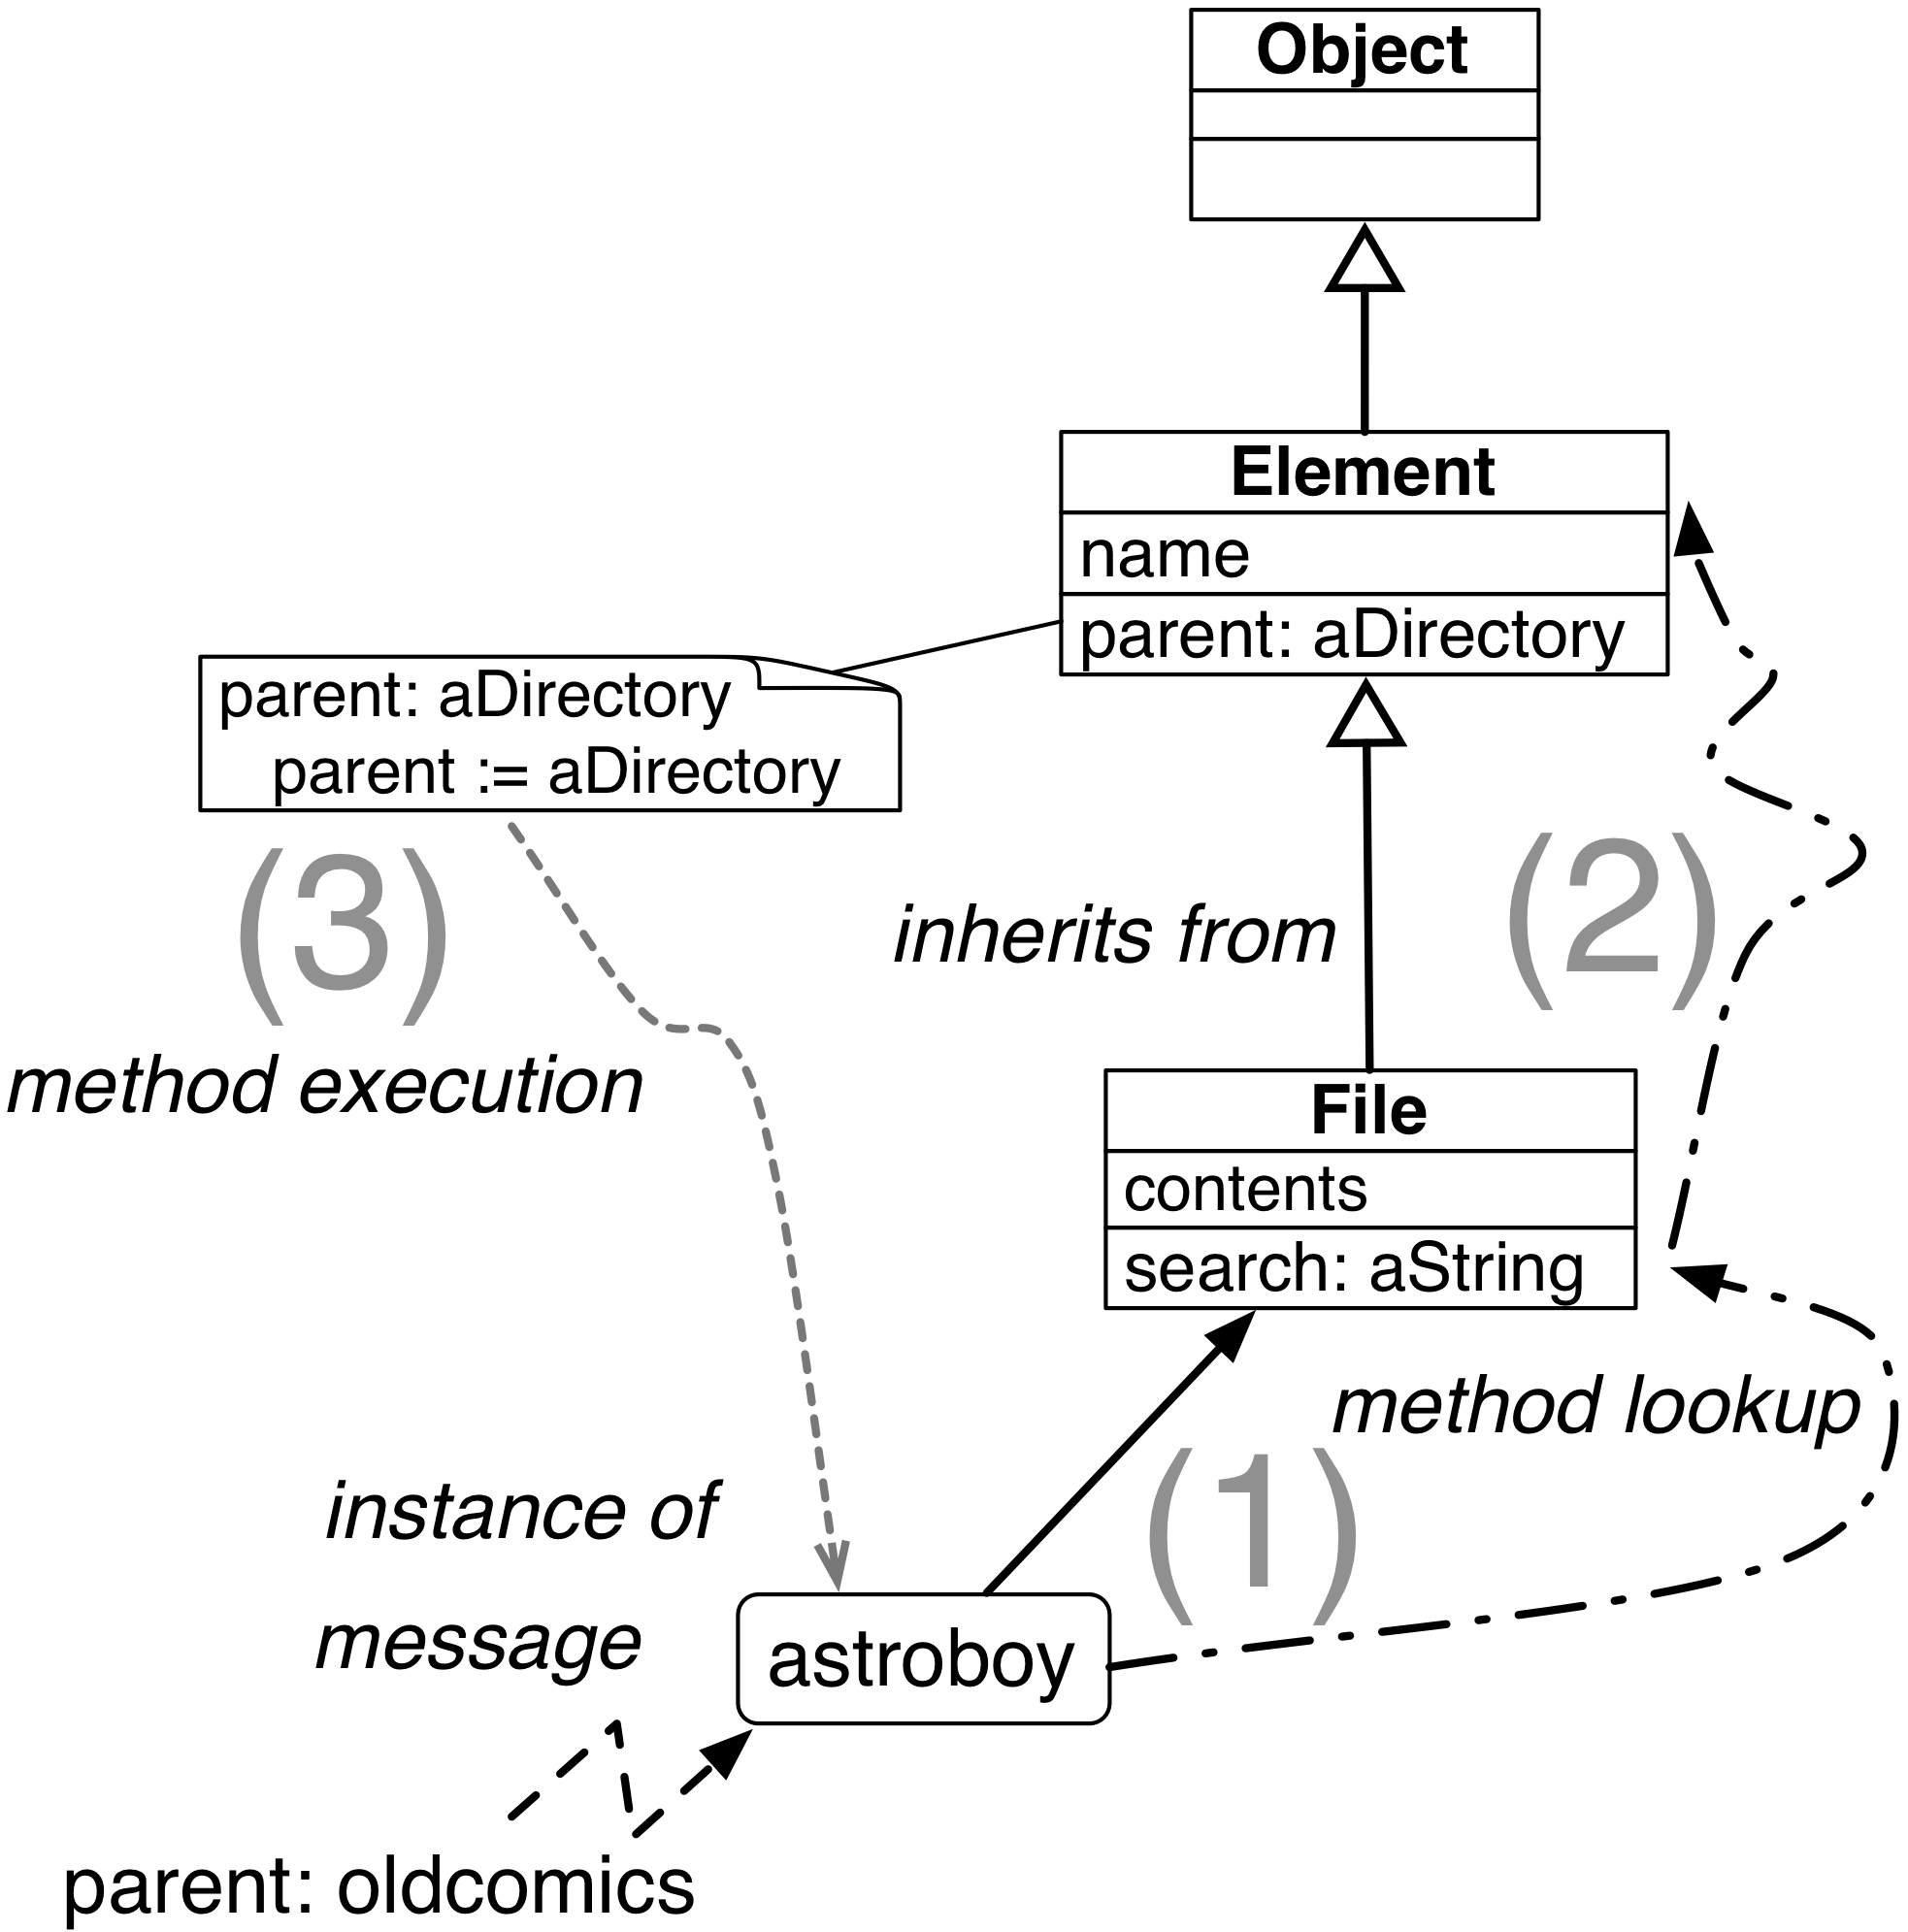 Object
Element
name
parent: aDirectory
parent: aDirectory
parent := aDirectory
(3)
inherits from
(2)
method execution
File
contents
search: aString
method lookup
(1)
instance of
message
astroboy
parent: oldcomics